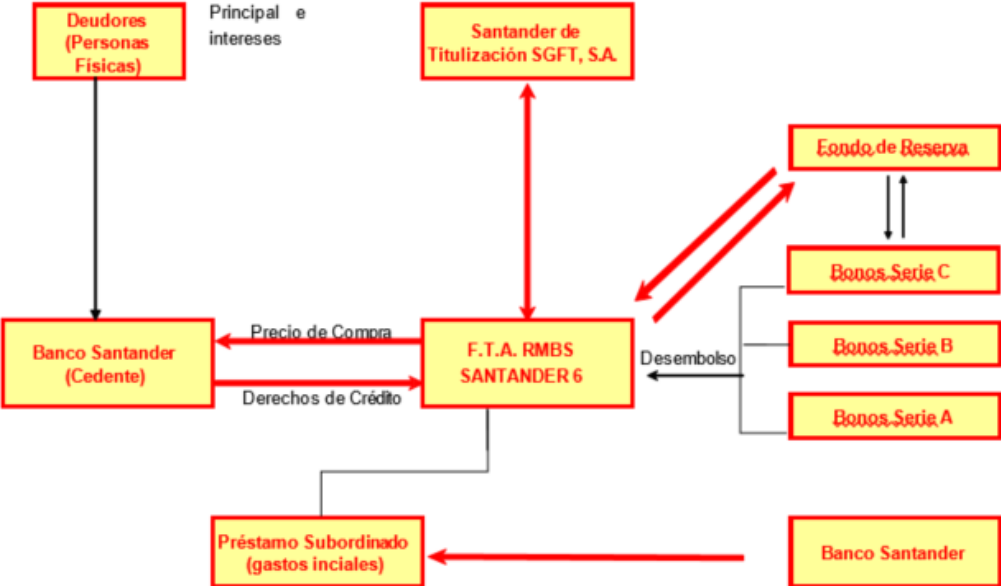 Deudores
(Personas
Físicas)
Principal e
intereses
Santander de
Titulización SGFT, S.A.
Fondo de Reserva
Bonos Serie C
Banco Santander
(Cedente)
Precio de Compra
Derechos de Crédito
F.T.A. RMBS
SANTANDER 6
Desembolso
Bonos Serie B
Bonos Serie A
Préstamo Subordinado
(gastos inciales)
Banco Santander